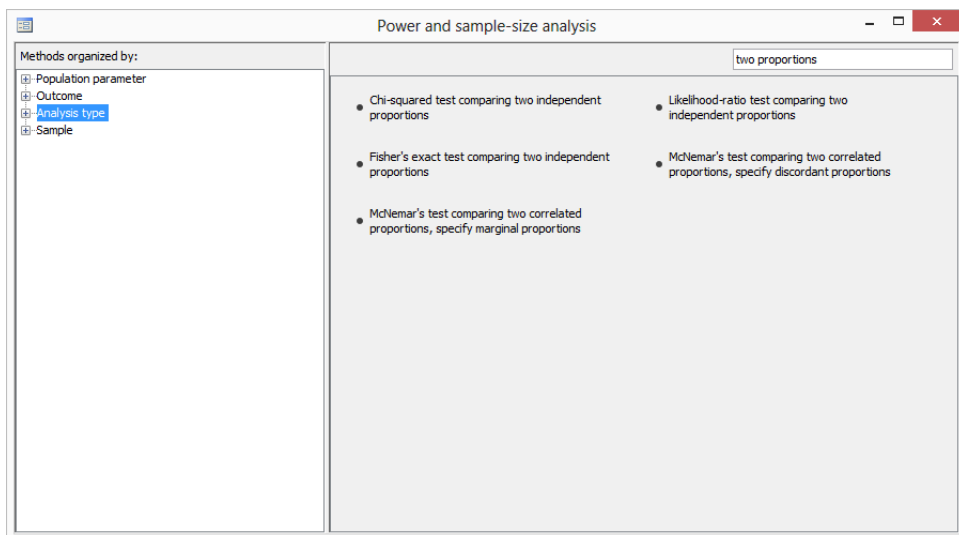 Power and sample-size analysis
Methods organized by:
two proportions
Population parameter
Outcome
Analysis type
Sample
Chi-squared test comparing two independent
proportions
Likelihood-ratio test comparing two
independent proportions
Fisher's exact test comparing two independent
proportions
McNemar's test comparing two correlated
proportions, specify discordant proportions
McNemar's test comparing two correlated
proportions, specify marginal proportions